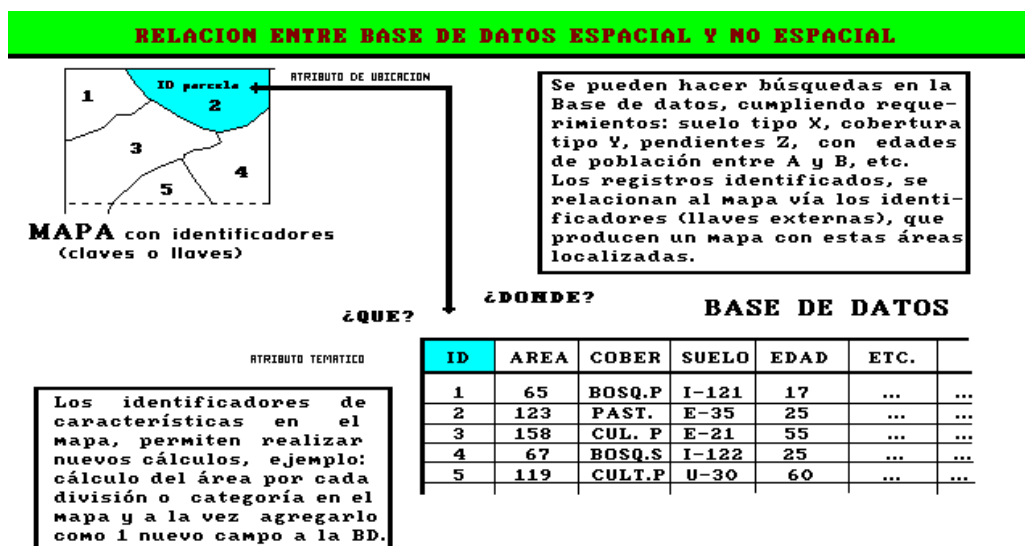 RELACION ENTRE BASE DE DATOS ESPACIAL Y NO ESPACIAL
ID parcela
ATRIBUTO DE UBICACION
1
2
3
4
5
MAPA con identificadores
(claves o llaves)
Se pueden hacer búsquedas en la
Base de datos, cumpliendo reque-
rimientos: suelo tipo X, cobertura
tipo Y, pendientes Z, con edades
de población entre A y B, etc.
Los registros identificados, se
relacionan al mapa vía los identi-
ficadores (llaves externas), que
producen un mapa con estas áreas
localizadas.
¿QUE?
¿DONDE?
BASE DE DATOS
ATRIBUTO TEMATICO
ID AREA COBER SUELO EDAD ETC.
1 65 BOSQ.P I-121 17 ... ...
2 123 PAST. E-35 25 ... ...
3 158 CUL. P E-21 55 ... ...
4 67 BOSQ.S I-122 25 ... ...
5 119 CULT.P U-30 60 ... ...
Los identificadores de
características en el
mapa, permiten realizar
nuevos cálculos, ejemplo:
cálculo del área por cada
división o categoría en el
mapa y a la vez agregarlo
como 1 nuevo campo a la BD.